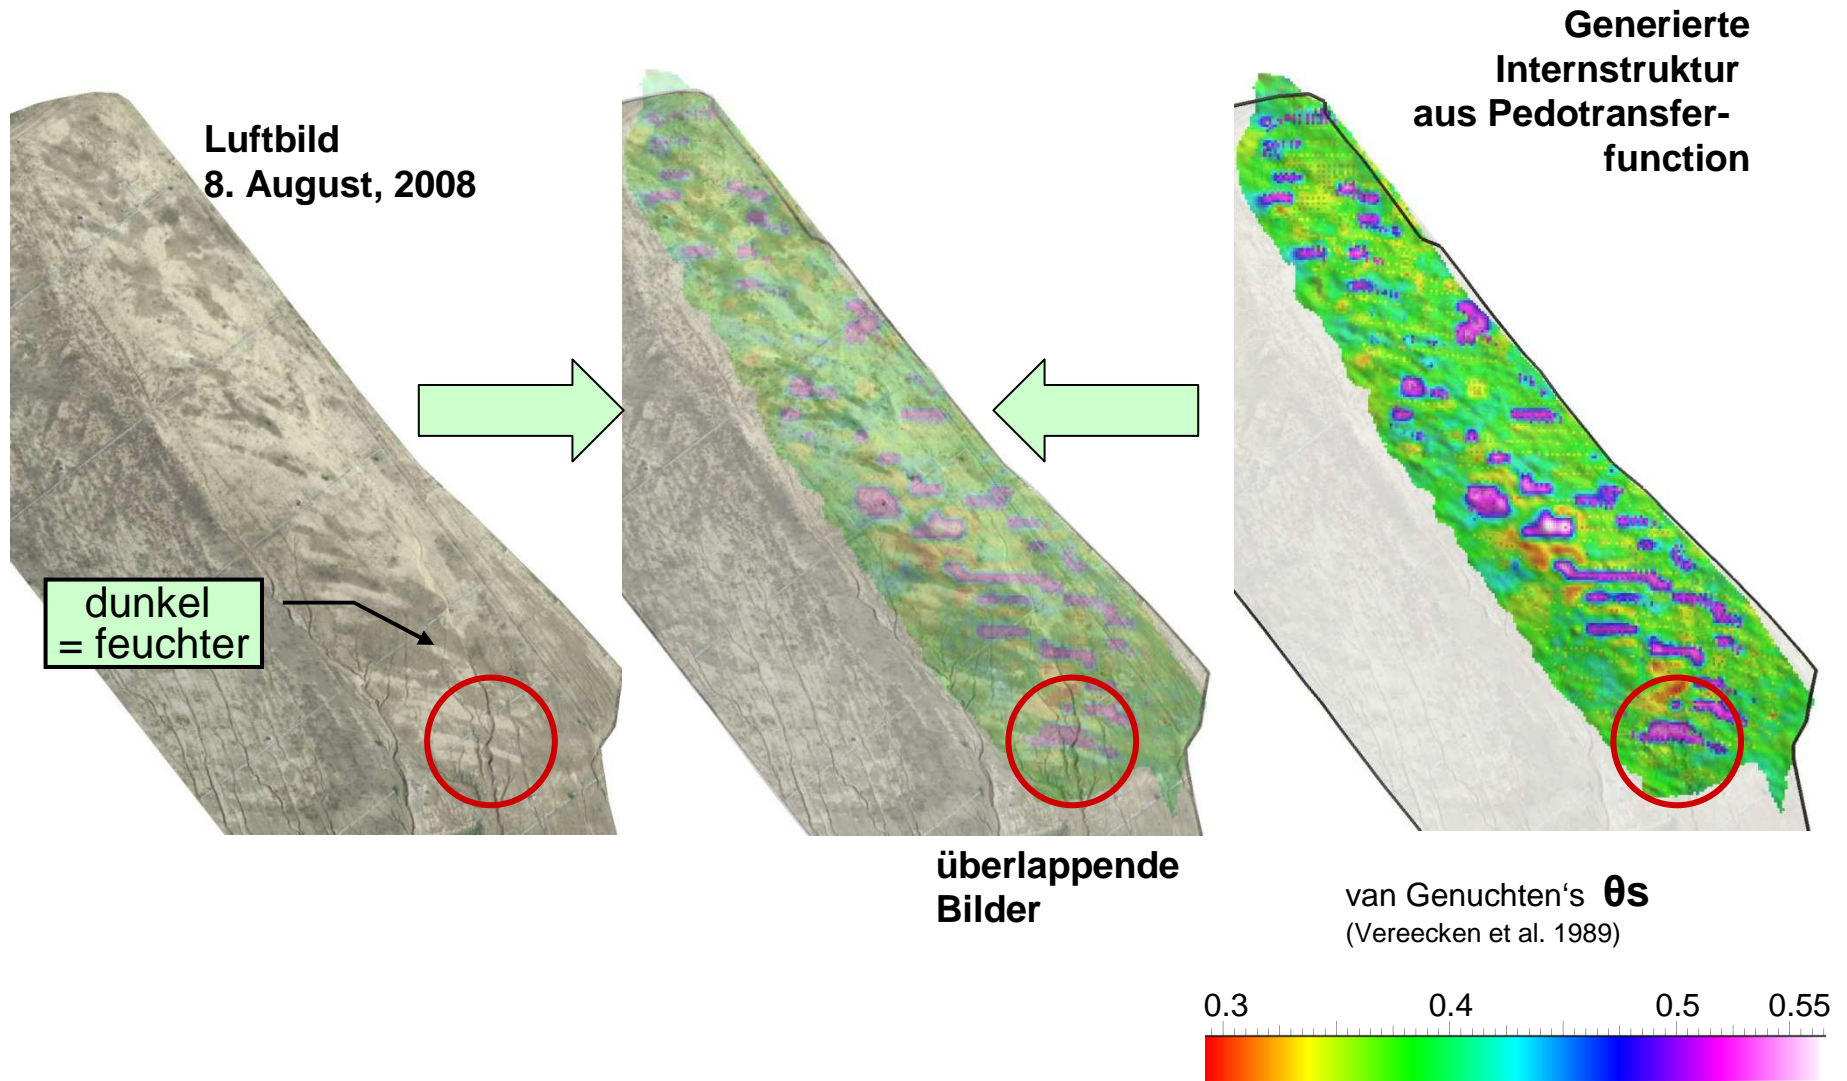 Generierte
Internstruktur
aus Pedotransfer-
function
Luftbild
8. August, 2008
dunkel
= feuchter
überlappende
Bilder
van Genuchten‘s θs
(Vereecken et al. 1989)
0.3 0.4 0.5 0.55